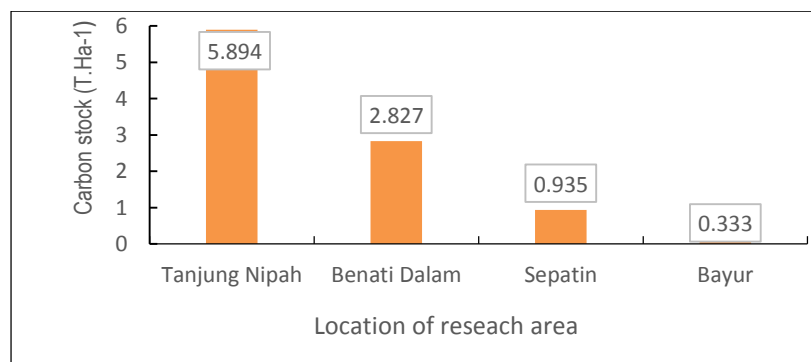 Carbon stock (T.Ha-1)
6
5
4
3
2
1
0
5.894
2.827
0.935
0.333
Tanjung Nipah
Benati Dalam
Sepatin
Bayur
Location of reseach area